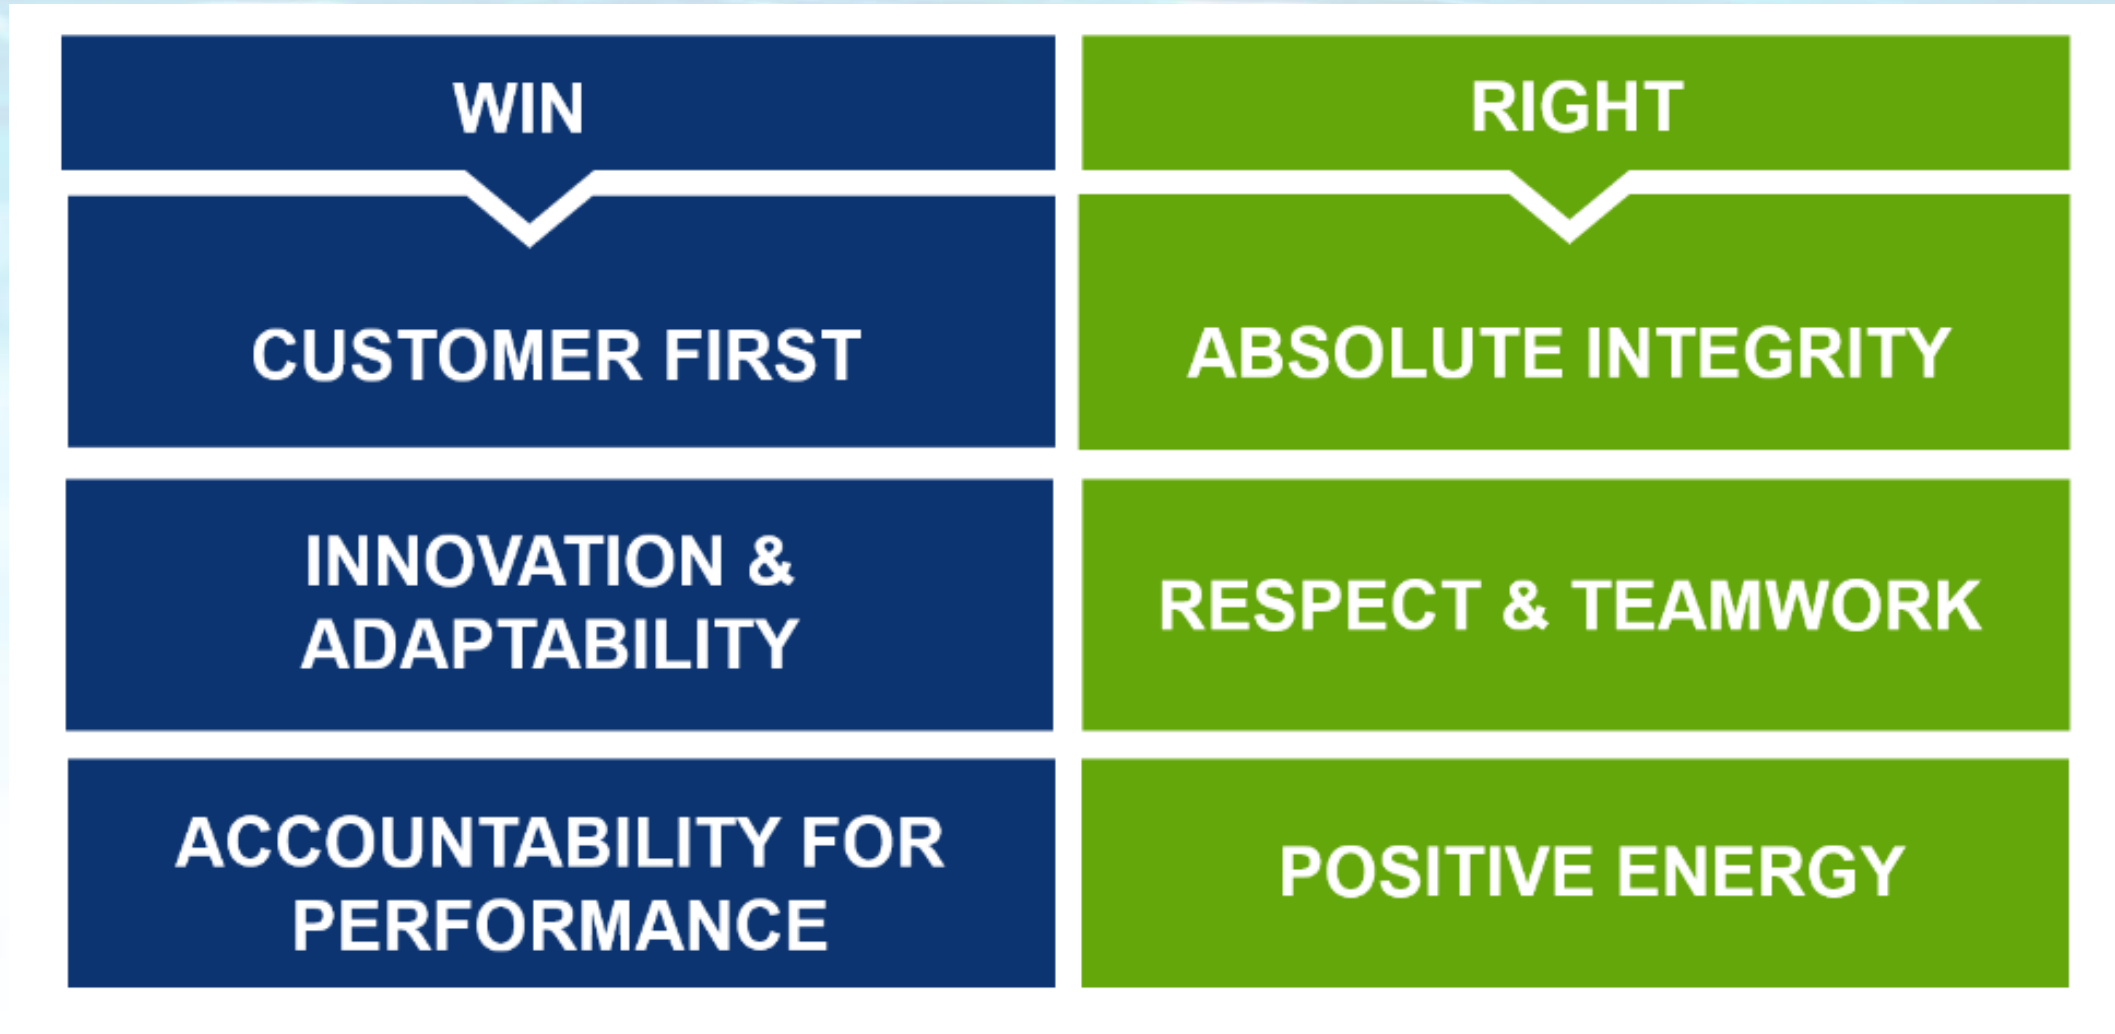 WIN
CUSTOMER FIRST
INNOVATION &
ADAPTABILITY
ACCOUNTABILITY FOR
PERFORMANCE
RIGHT
ABSOLUTE INTEGRITY
RESPECT & TEAMWORK
POSITIVE ENERGY